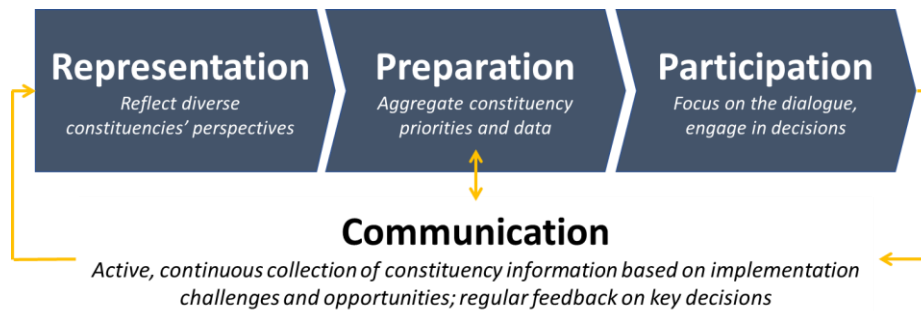 Representation
Reflect diverse
constituencies' perspectives
Preparation
Aggregate constituency
priorities and data
Participation
Focus on the dialogue,
engage in decisions
Communication
Active, continuous collection of constituency information based on implementation
challenges and opportunities; regular feedback on key decisions